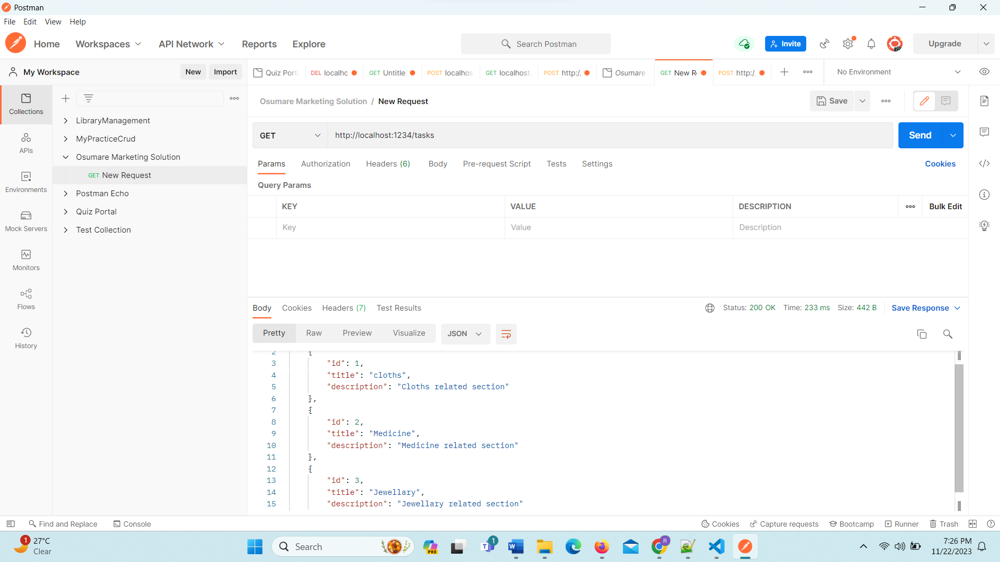 Postman
File Edit View Help
Home Workspaces API Network Reports Explore Search Postman Invite Upgrade
My Workspace New Import Quiz Port DEL localhc GET Untitle POST localhos GET localhost: POST http:/, Osumare GET New R POST http:/, No Environment
Osumare Marketing Solution / New Request Save
Collections
LibraryManagement
MyPracticeCrud
Osumare Marketing Solution
GET New Request
Postman Echo
Quiz Portal
Test Collection
APIs
Environments
Mock Servers
Monitors
Flows
History
GET http://localhost:1234/tasks Send
Params Authorization Headers (6) Body Pre-request Script Tests Settings Cookies
Query Params
KEY VALUE DESCRIPTION Bulk Edit
Key Value Description
Body Cookies Headers (7) Test Results Status: 200 OK Time: 233 ms Size: 442 B Save Response
Pretty Raw Preview Visualize JSON
2 {
3 "id": 1,
4 "title": "cloths",
5 "description": "Cloths related section"
6 },
7 {
8 "id": 2,
9 "title": "Medicine",
10 "description": "Medicine related section"
11 },
12 {
13 "id": 3,
14 "title": "Jewellary",
15 "description": "Jewellary related section"
Find and Replace Console Cookies Capture requests Bootcamp Runner Trash
1 27°C
Clear
Search PRE 1 R
7:26 PM
11/22/2023